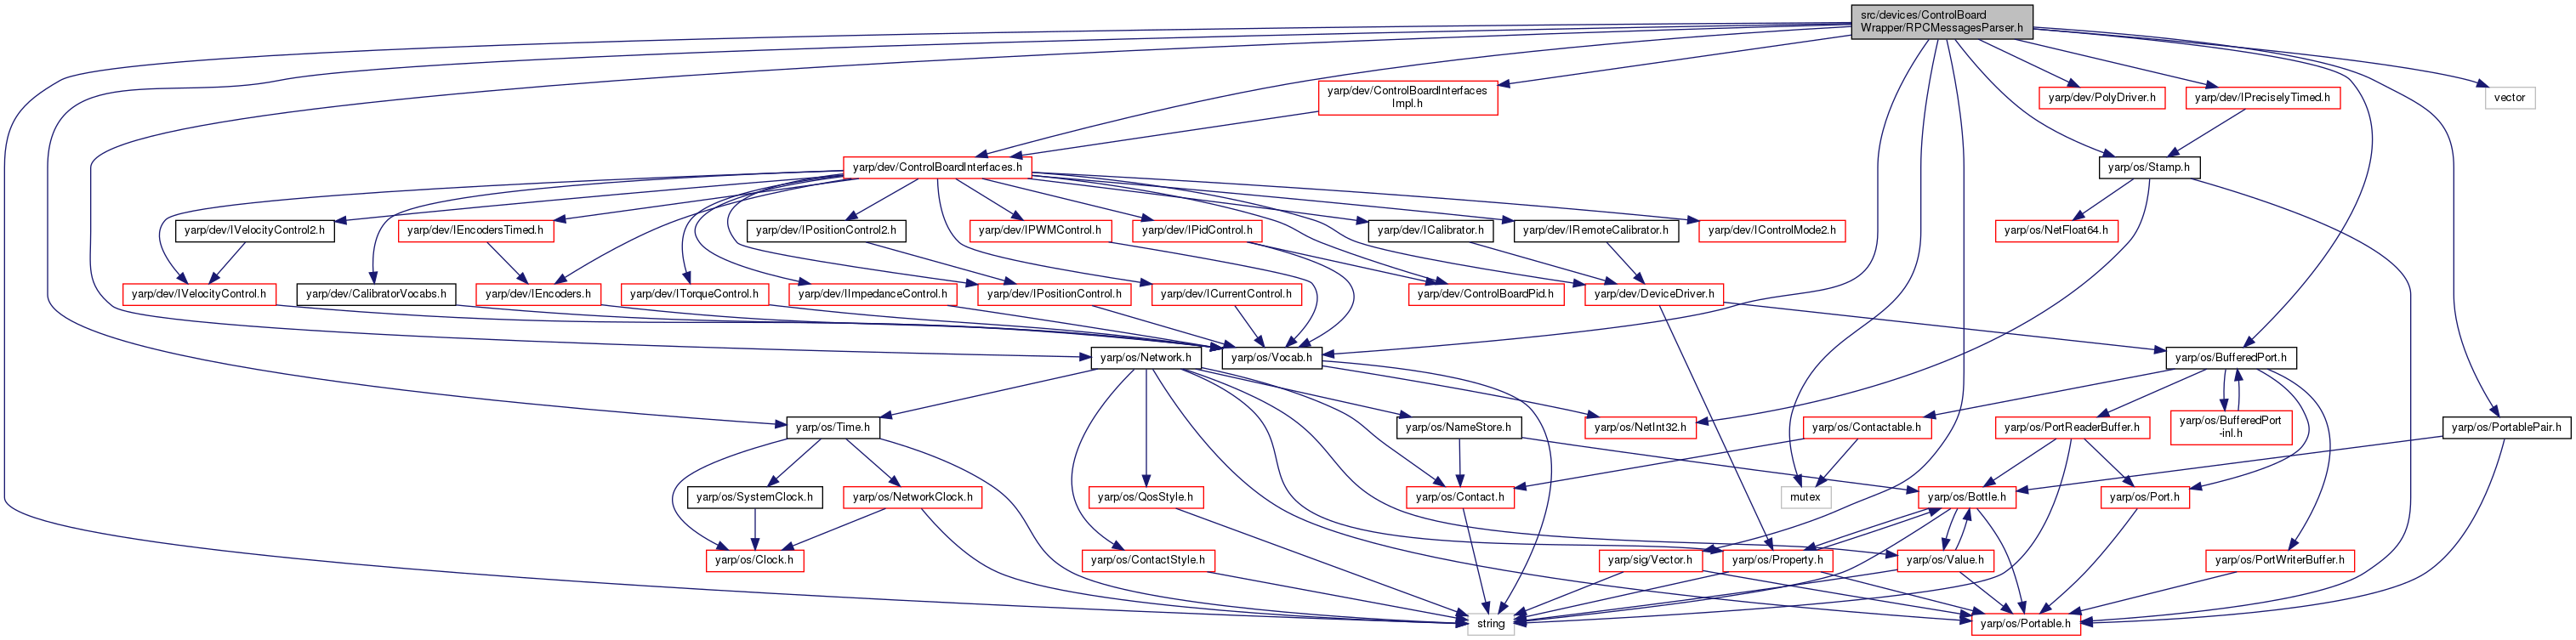 src/devices/ControlBoard
Wrapper/RPCMessagesParser.h
yarp/dev/ControlBoardInterfaces
Impl.h
yarp/dev/PolyDriver.h
yarp/dev/IPreciselyTimed.h
vector
yarp/dev/ControlBoardInterfaces.h
yarp/os/Stamp.h
yarp/dev/IVelocityControl2.h
yarp/dev/IEncodersTimed.h
yarp/dev/IPositionControl2.h
yarp/dev/IPWMControl.h
yarp/dev/IPidControl.h
yarp/dev/ICalibrator.h
yarp/dev/IRemoteCalibrator.h
yarp/dev/IControlMode2.h
yarp/os/NetFloat64.h
yarp/dev/IVelocityControl.h
yarp/dev/CalibratorVocabs.h
yarp/dev/IEncoders.h
yarp/dev/ITorqueControl.h
yarp/dev/IImpedanceControl.h
yarp/dev/IPositionControl.h
yarp/dev/ICurrentControl.h
yarp/dev/ControlBoardPid.h
yarp/dev/DeviceDriver.h
yarp/os/Network.h
yarp/os/Vocab.h
yarp/os/BufferedPort.h
yarp/os/Time.h
yarp/os/NameStore.h
yarp/os/NetInt32.h
yarp/os/Contactable.h
yarp/os/PortReaderBuffer.h
yarp/os/BufferedPort
-inl.h
yarp/os/PortablePair.h
yarp/os/SystemClock.h
yarp/os/NetworkClock.h
yarp/os/QosStyle.h
yarp/os/Contact.h
mutex
yarp/os/Bottle.h
yarp/os/Port.h
yarp/os/Clock.h
yarp/os/ContactStyle.h
yarp/sig/Vector.h
yarp/os/Property.h
yarp/os/Value.h
yarp/os/PortWriterBuffer.h
string
yarp/os/Portable.h